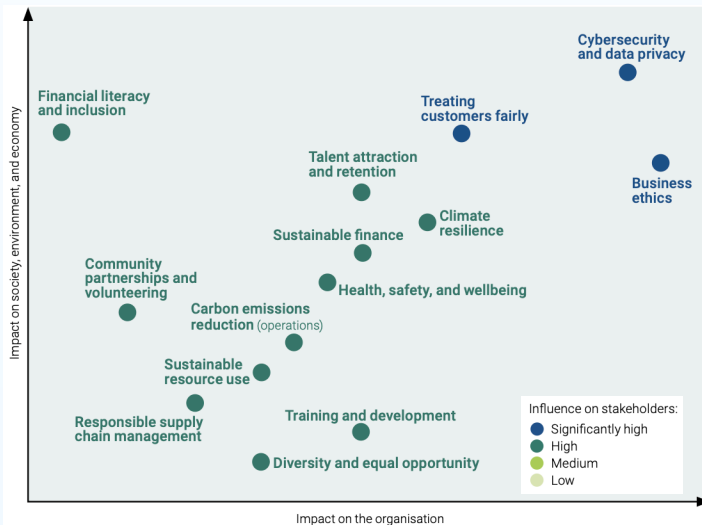 Cybersecurity
and data privacy
Financial literacy
and inclusion
Treating
customers fairly
Talent attraction
and retention
Business
ethics
Climate
resilience
Sustainable finance
Community
partnerships and
volunteering
Health, safety, and wellbeing
Carbon emissions
reduction (operations)
Sustainable
resource use
Responsible supply
chain management
Training and development
Diversity and equal opportunity
Influence on stakeholders:
Significantly high
High
Medium
Low
Impact on society, environment, and economy
Impact on the organisation